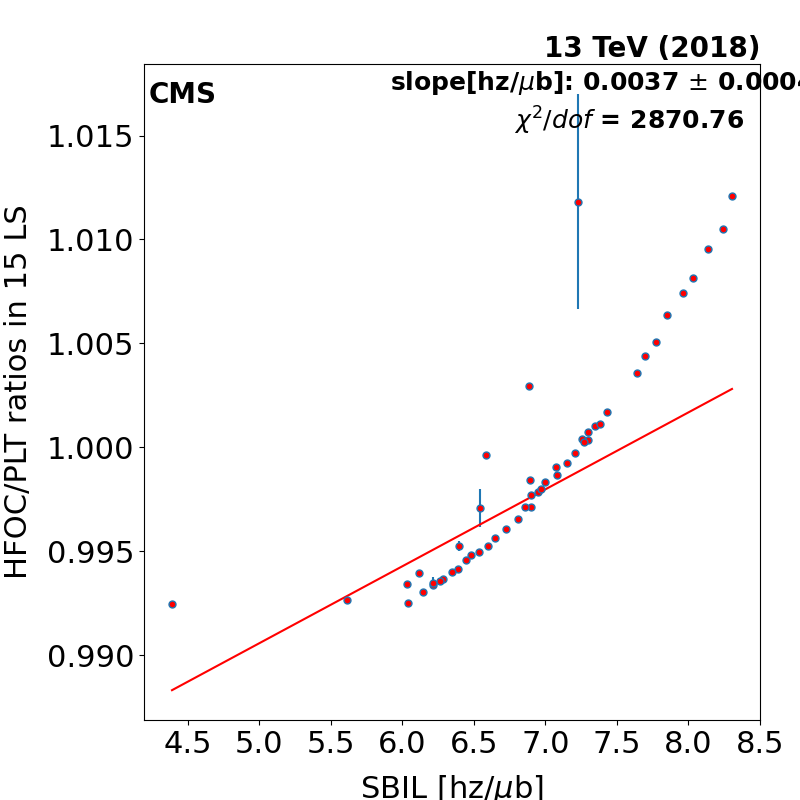 13 TeV (2018)
CMS
slope[hz/μb]: 0.0037 ± 0.0004
χ²/dof = 2870.76
HFOC/PLT ratios in 15 LS
1.015
1.010
1.005
1.000
0.995
0.990
4.5 5.0 5.5 6.0 6.5 7.0 7.5 8.0 8.5
SBIL [hz/μb]